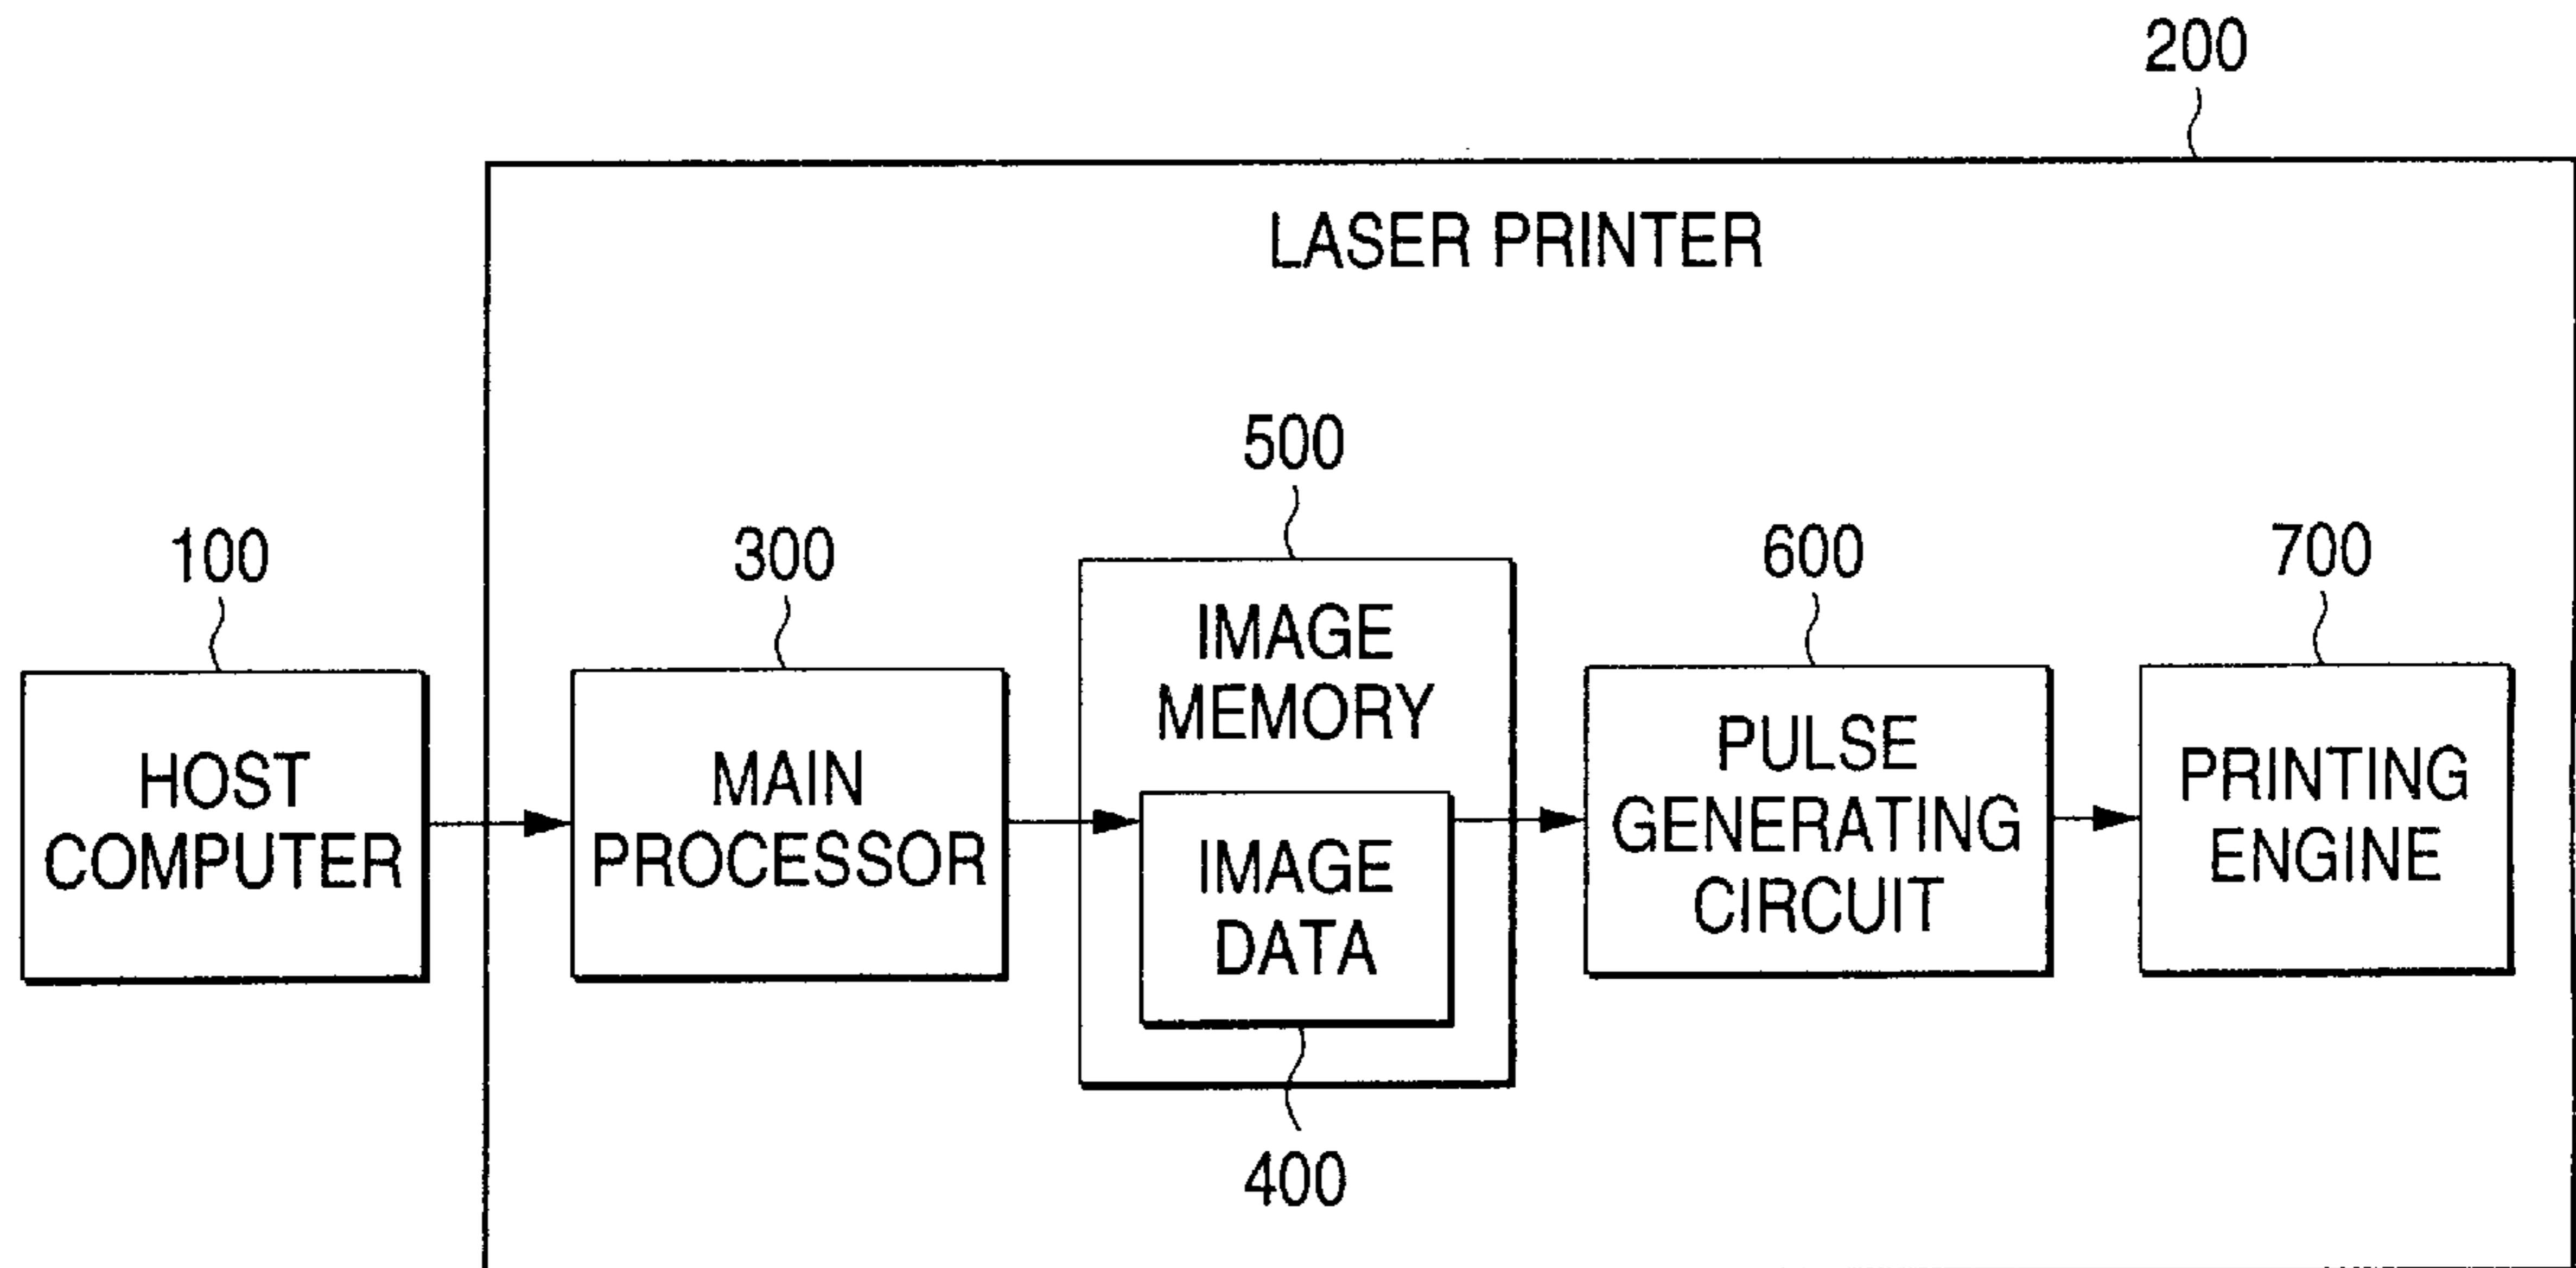 200
LASER PRINTER
500
100
300
600
700
IMAGE
MEMORY
HOST
COMPUTER
MAIN
PROCESSOR
IMAGE
DATA
PULSE
GENERATING
CIRCUIT
PRINTING
ENGINE
400